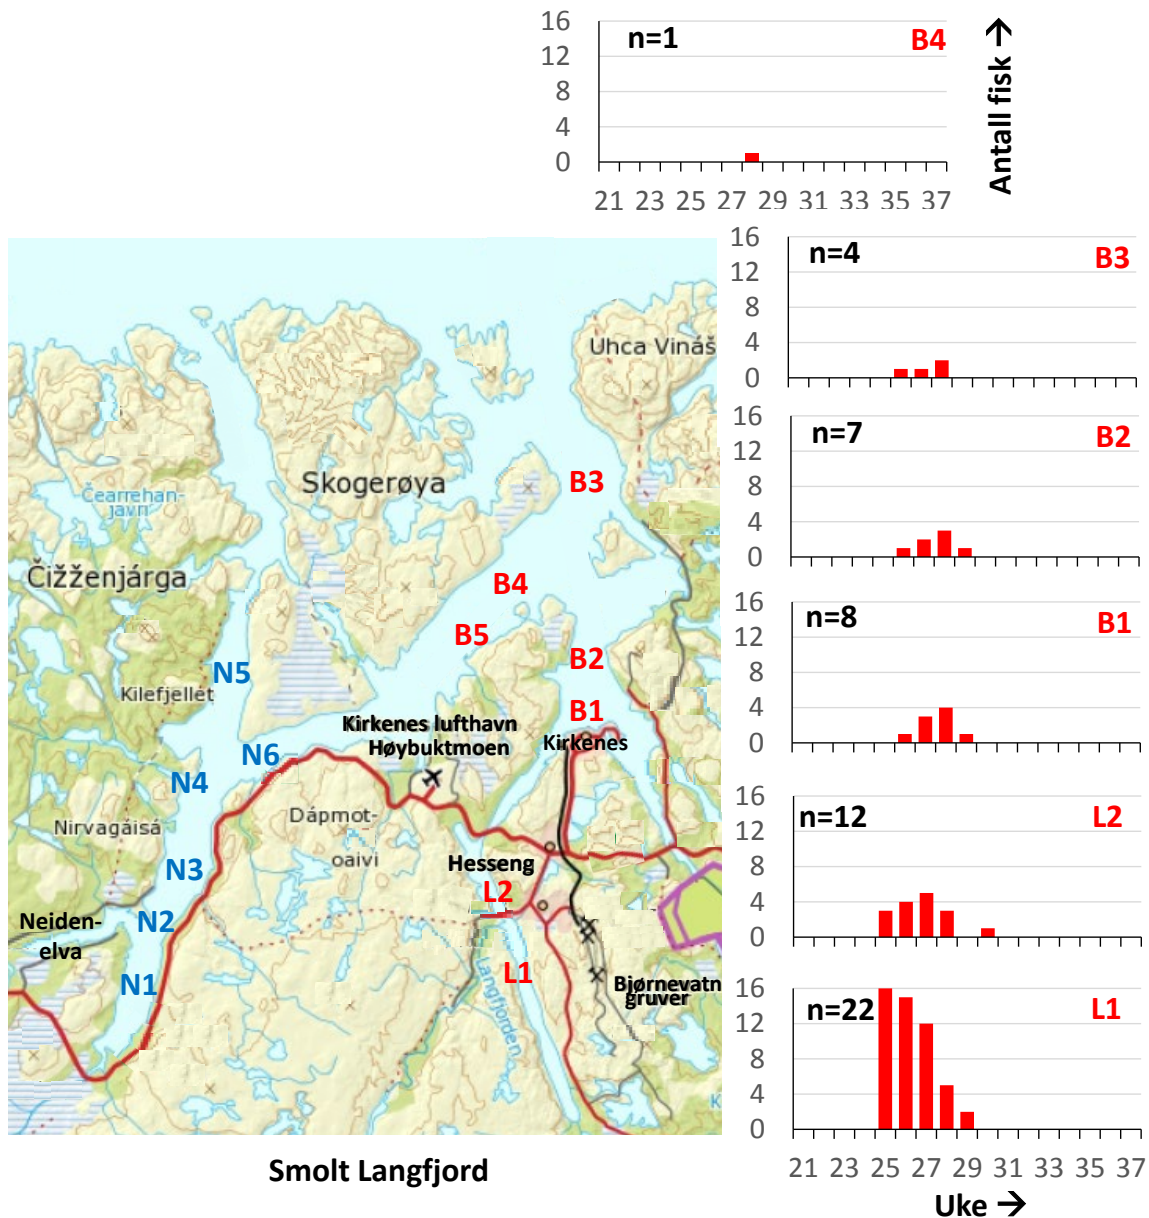 16
12
8
4
0
n=1
B4
Antall fisk →
21 23 25 27 29 31 33 35 37
16
12
8
4
0
n=4
B3
16
12
8
4
0
n=7
B2
16
12
8
4
0
n=8
B1
16
12
8
4
0
n=12
L2
16
12
8
4
0
n=22
L1
21 23 25 27 29 31 33 35 37
Uke →
Uhca Vináš
Skogerøya
B3
Čearrehan-
javri
Čižženjárga
B4
B5
B2
N5
Kilefjellet
B1
Kirkenes lufthavn
Høybuktmoen
Kirkenes
N6
N4
Dápmot-
oaivi
Nirvagáisá
N3
Hesseng
L2
Neiden-
elva
N2
L1
Langfjorden
N1
Bjørnevatn
gruver
K
Smolt Langfjord